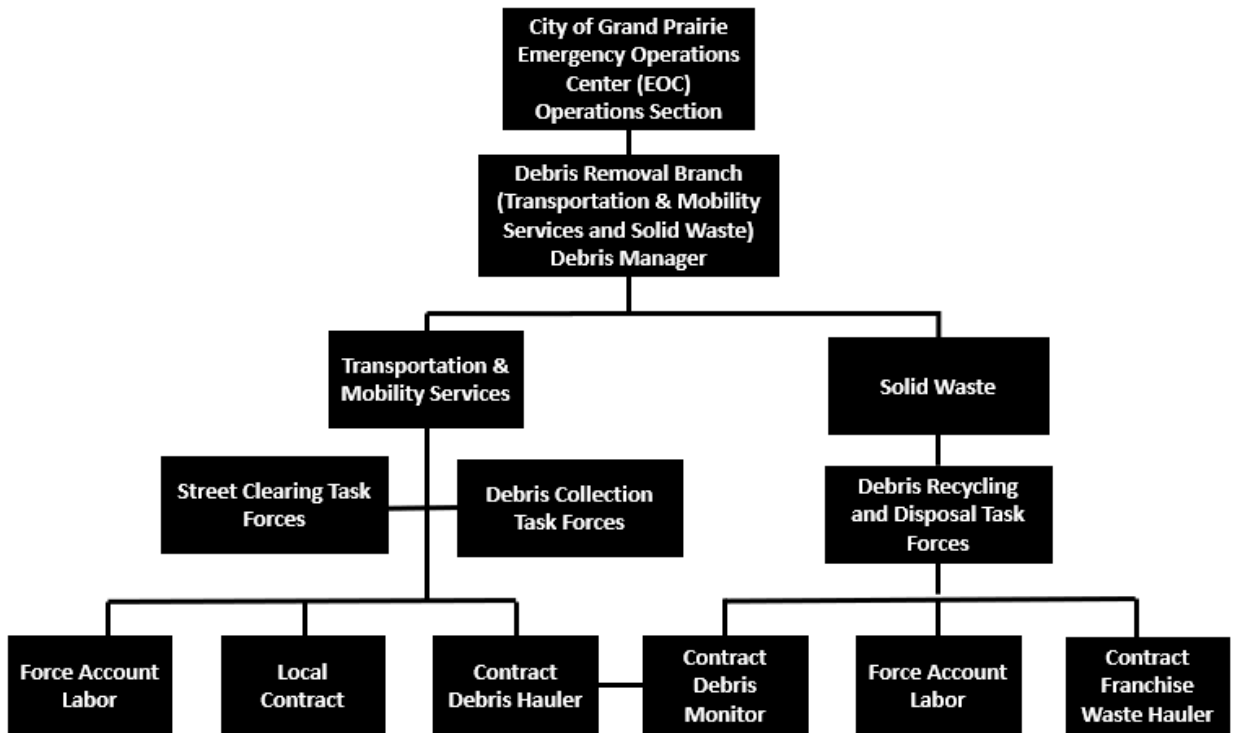 City of Grand Prairie
Emergency Operations
Center (EOC)
Operations Section
Debris Removal Branch
(Transportation & Mobility
Services and Solid Waste)
Debris Manager
Transportation &
Mobility Services
Solid Waste
Street Clearing Task
Forces
Debris Collection
Task Forces
Debris Recycling
and Disposal Task
Forces
Force Account
Labor
Local
Contract
Contract
Debris Hauler
Contract
Debris
Monitor
Force Account
Labor
Contract
Franchise
Waste Hauler